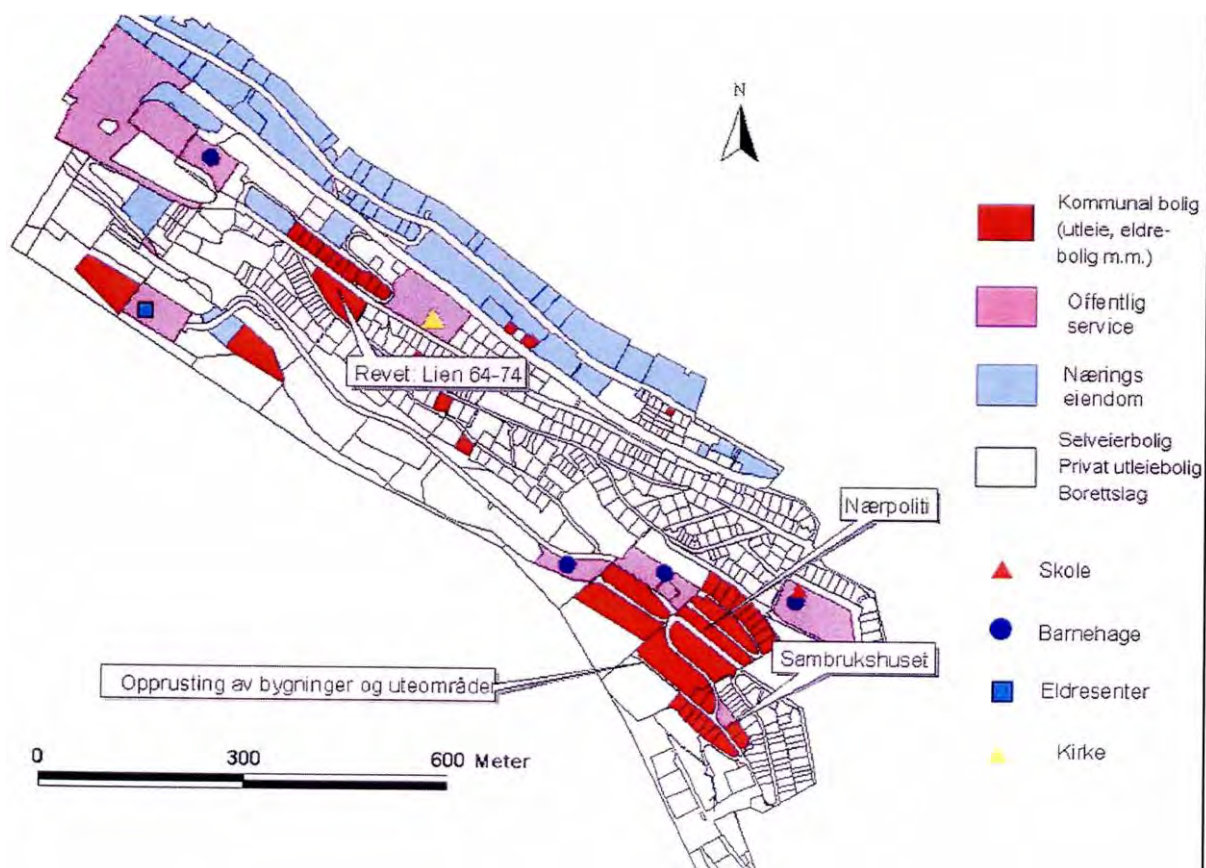 N
Kommunal bolig
(utleie, eldre-
bolig m.m.)
Offentlig
service
Nærings
eiendom
Selveierbolig
Privat utleiebolig
Borettslag
Skole
Barnehage
Eldresenter
Kirke
Revet: Lien 64-74
Nærpoliti
Sambrukshuset
Opprusting av bygninger og uteområder
0 300 600 Meter